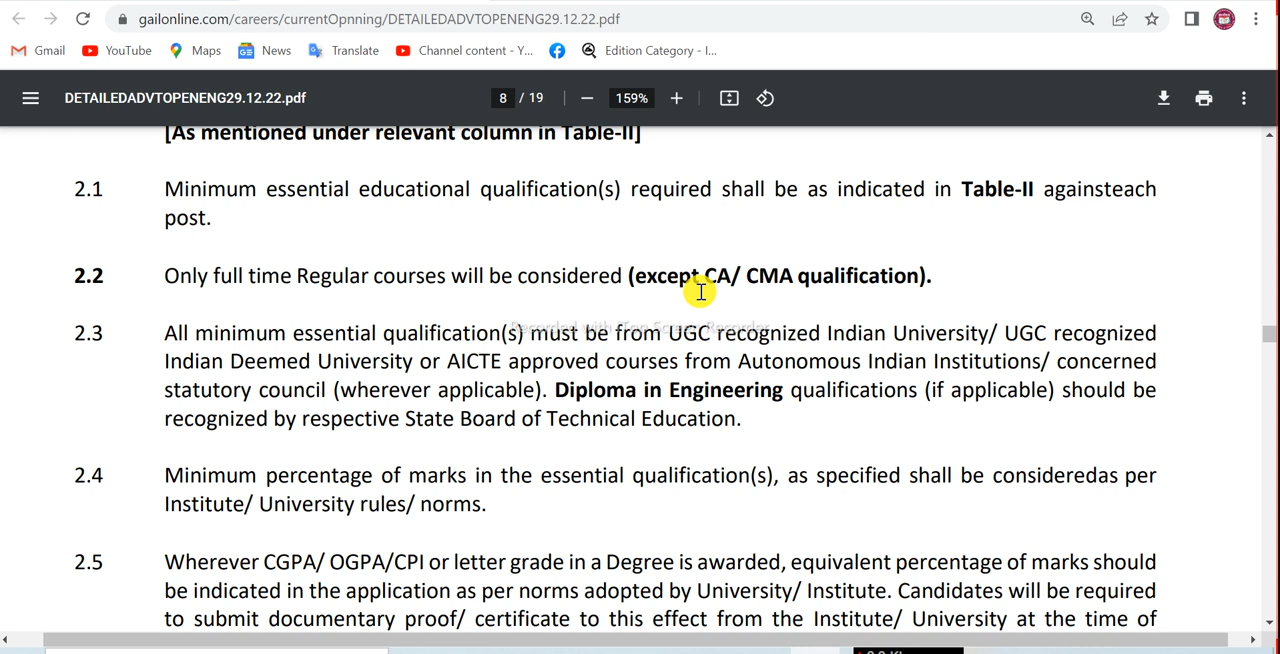 gailonline.com/careers/currentOpnning/DETAILEDADVTOPENENG29.12.22.pdf
Gmail YouTube Maps News Translate Channel content - Y... Edition Category - I...
DETAILEDADVTOPENENG29.12.22.pdf 8 / 19 159%
[As mentioned under relevant column in Table-II]
2.1 Minimum essential educational qualification(s) required shall be as indicated in Table-II againsteach
post.
2.2 Only full time Regular courses will be considered (except CA/ CMA qualification).
Recorded with iTop Screen Recorder
2.3 All minimum essential qualification(s) must be from UGC recognized Indian University/ UGC recognized
Indian Deemed University or AICTE approved courses from Autonomous Indian Institutions/ concerned
statutory council (wherever applicable). Diploma in Engineering qualifications (if applicable) should be
recognized by respective State Board of Technical Education.
2.4 Minimum percentage of marks in the essential qualification(s), as specified shall be consideredas per
Institute/ University rules/ norms.
2.5 Wherever CGPA/ OGPA/CPI or letter grade in a Degree is awarded, equivalent percentage of marks should
be indicated in the application as per norms adopted by University/ Institute. Candidates will be required
to submit documentary proof/ certificate to this effect from the Institute/ University at the time of